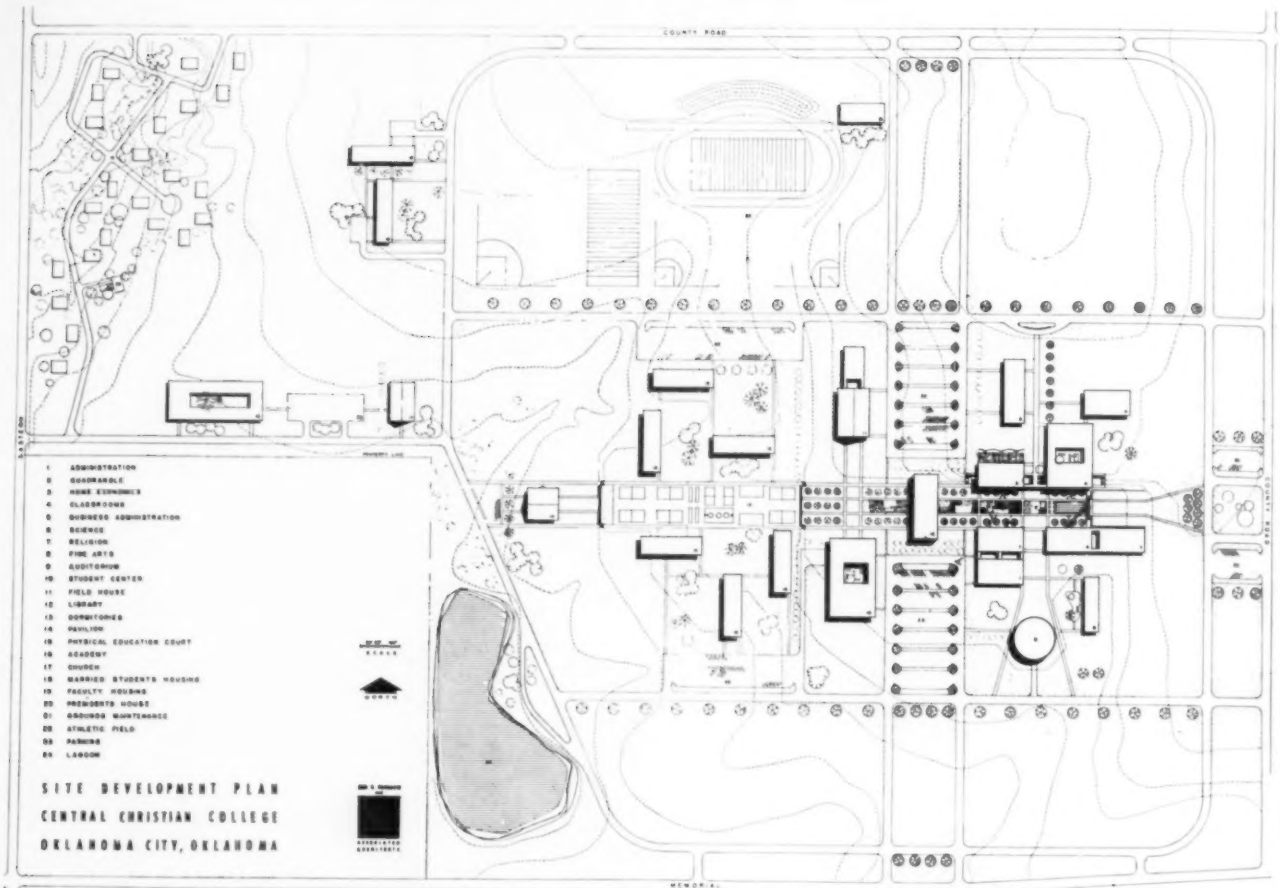 COUNTY ROAD
EASTERN
PROPERTY LINE
COUNTY ROAD
1 ADMINISTRATION
2 QUADRANGLE
3 HOME ECONOMICS
4 CLASSROOMS
5 BUSINESS ADMINISTRATION
6 SCIENCE
7 RELIGION
8 FINE ARTS
9 AUDITORIUM
10 STUDENT CENTER
11 FIELD HOUSE
12 LIBRARY
13 DORMITORIES
14 PAVILION
15 PHYSICAL EDUCATION COURT
16 ACADEMY
17 CHURCH
18 MARRIED STUDENTS HOUSING
19 FACULTY HOUSING
20 PRESIDENTS HOUSE
21 GROUNDS MAINTENANCE
22 ATHLETIC FIELD
23 PARKING
24 LAGOON
SCALE
NORTH
SITE DEVELOPMENT PLAN
CENTRAL CHRISTIAN COLLEGE
OKLAHOMA CITY, OKLAHOMA
ASSOCIATED
ARCHITECTS
MEMORIAL